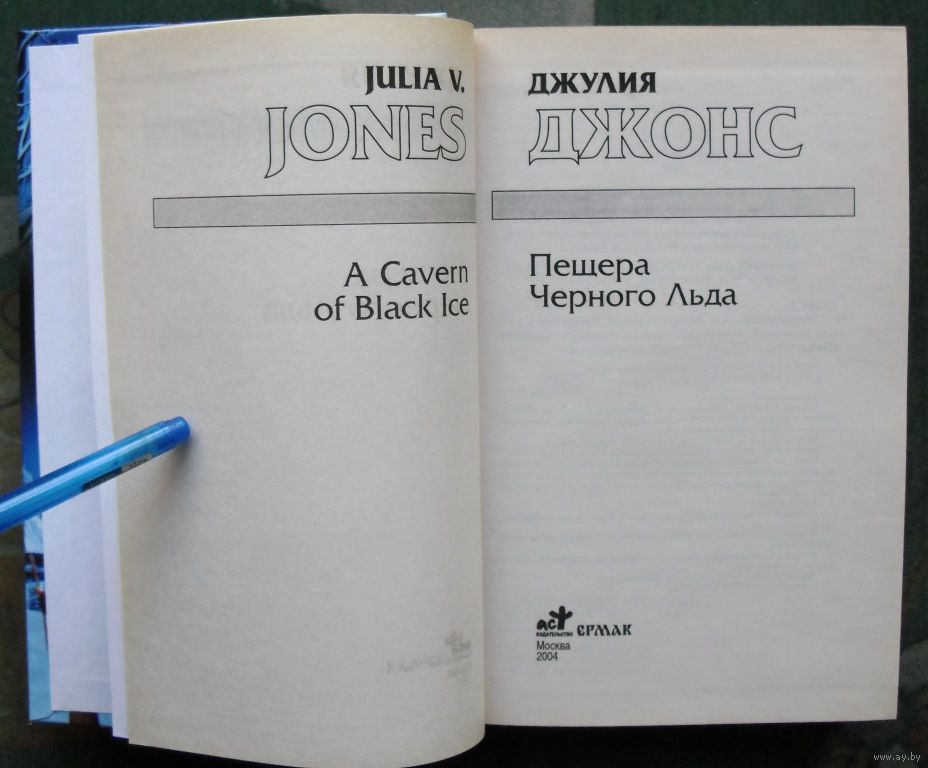 JULIA V.
JONES
A Cavern
of Black Ice
ДЖУЛИЯ
ДЖОНС
Пещера
Черного Льда
аст
издательство
ЕРМАК
Москва
2004
www.ay.by